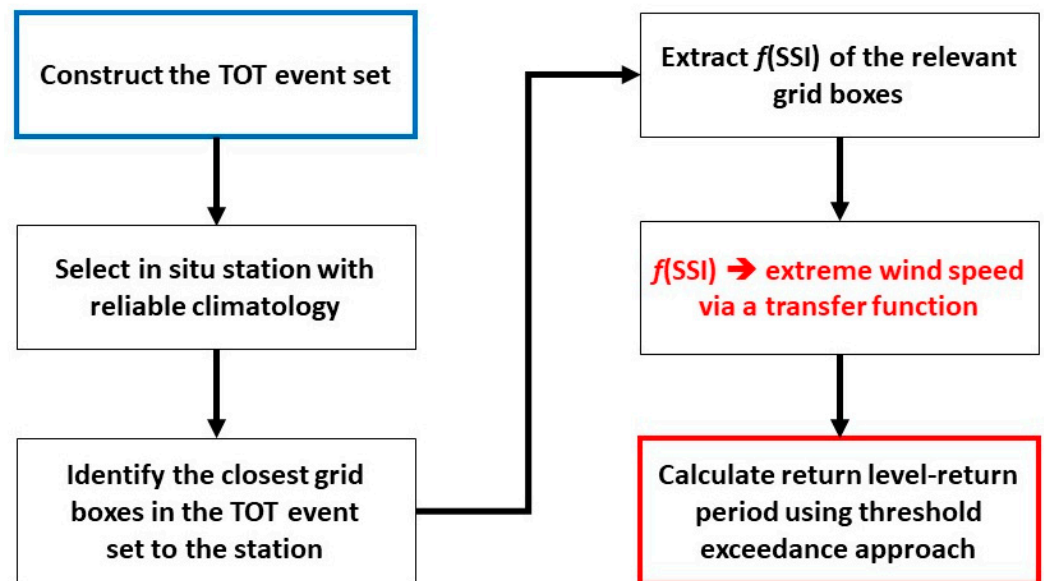 Construct the TOT event set
Select in situ station with
reliable climatology
Identify the closest grid
boxes in the TOT event
set to the station
Extract f(SSI) of the relevant
grid boxes
f(SSI) ➔ extreme wind speed
via a transfer function
Calculate return level-return
period using threshold
exceedance approach